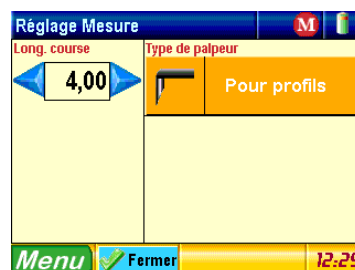 Réglage Mesure
M
Long. course
Type de palpeur
4,00
Pour profils
Menu
Fermer
12:29